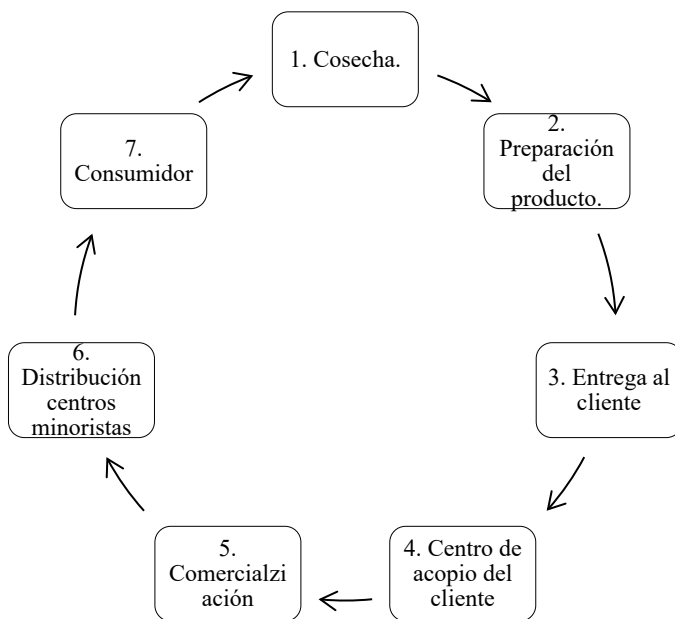 1. Cosecha.
2.
Preparación
del
producto.
3. Entrega al
cliente
4. Centro de
acopio del
cliente
5.
Comercialzi
ación
6.
Distribución
centros
minoristas
7.
Consumidor